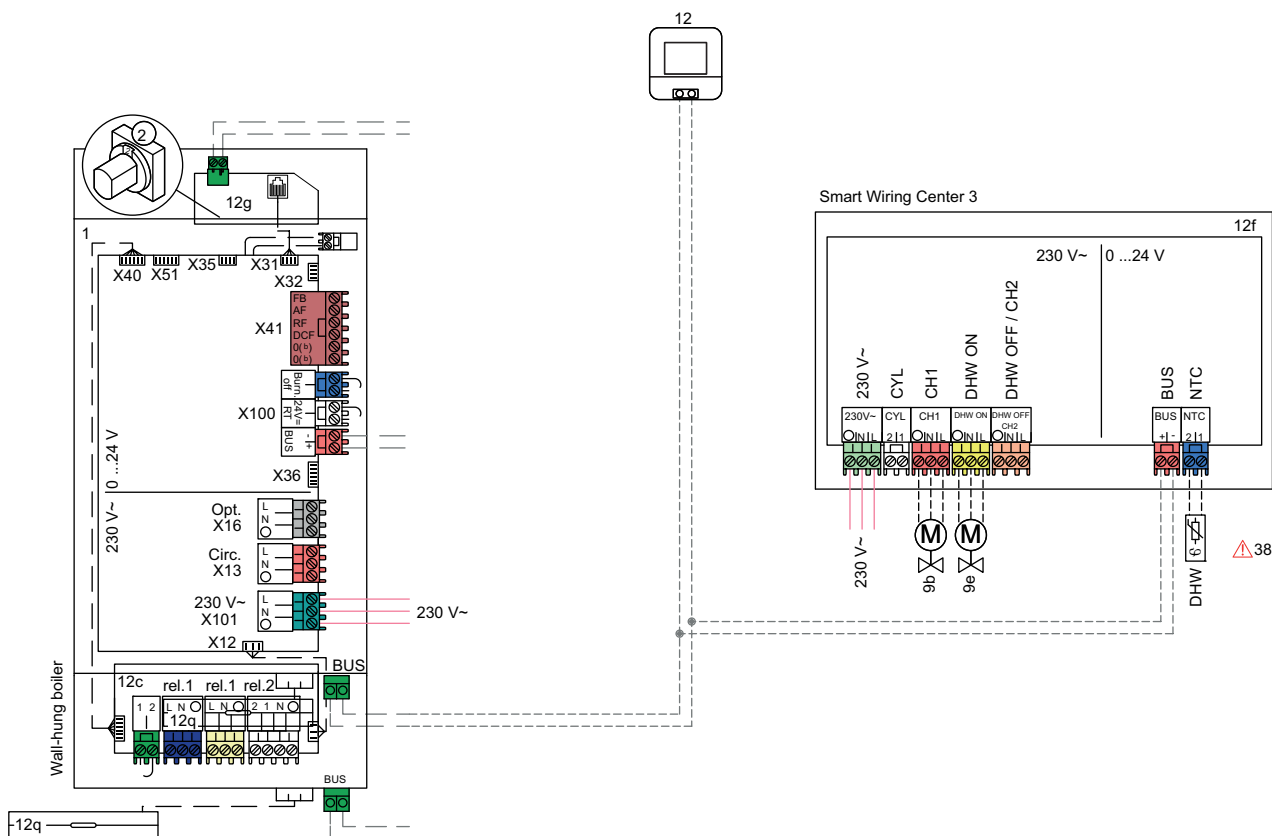 12
2
12g
1
X40
X51
X35
X31
X32
FB
AF
RF
DCF
0(b)
0(b)
X41
Burn.
off
24V=
RT
X100
BUS
- +
X36
0 ...24 V
230 V~
Opt.
X16
L
N
Circ.
X13
L
N
230 V~
X101
L
N
230 V~
X12
BUS
Wall-hung boiler
12c
rel.1
rel.1
rel.2
1 2
L N
L N
2 1 N
12q
BUS
12q
Smart Wiring Center 3
12f
230 V~
0 ...24 V
230 V~
CYL
CH1
DHW ON
DHW OFF / CH2
BUS
NTC
230V~
N L
CYL
2 1
CH1
N L
DHW ON
N L
DHW OFF
CH2
N L
BUS
+ -
NTC
2 1
230 V~
M
9b
M
9e
DHW
38